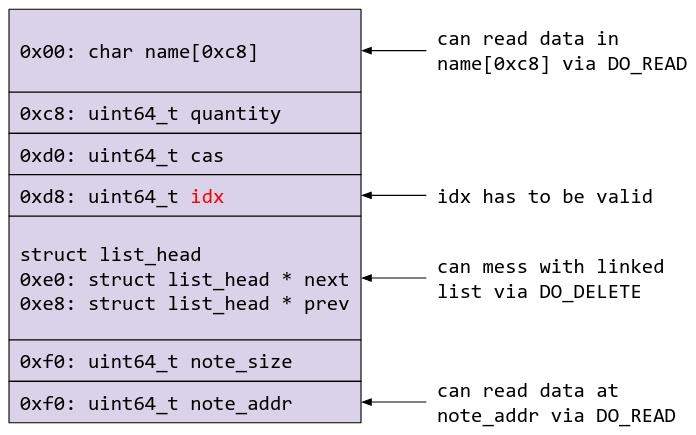 0x00: char name[0xc8]
can read data in
name[0xc8] via DO_READ
0xc8: uint64_t quantity
0xd0: uint64_t cas
0xd8: uint64_t idx
idx has to be valid
struct list_head
0xe0: struct list_head * next
0xe8: struct list_head * prev
can mess with linked
list via DO_DELETE
0xf0: uint64_t note_size
0xf0: uint64_t note_addr
can read data at
note_addr via DO_READ